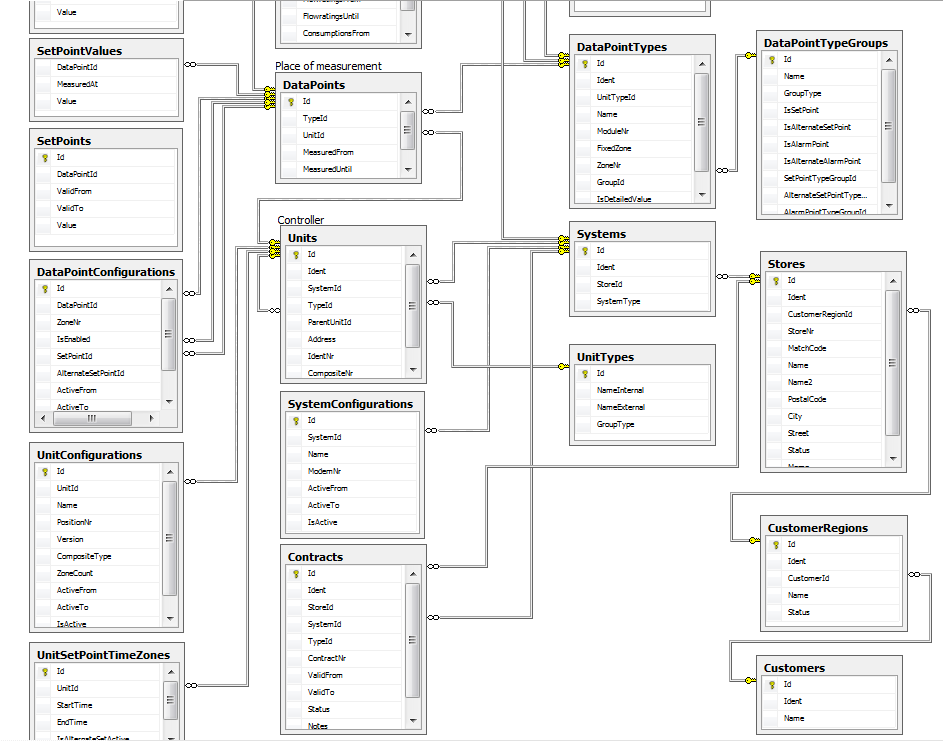 Value
SetPointValues
DataPointId
MeasuredAt
Value
SetPoints
Id
DataPointId
ValidFrom
ValidTo
Value
DataPointConfigurations
Id
DataPointId
ZoneNr
IsEnabled
SetPointId
AlternateSetPointId
ActiveFrom
ActiveTo
UnitConfigurations
Id
UnitId
Name
PositionNr
Version
CompositeType
ZoneCount
ActiveFrom
ActiveTo
IsActive
UnitSetPointTimeZones
Id
UnitId
StartTime
EndTime
IsAlternateSetActive
FlowratingsUntil
ConsumptionsFrom
Place of measurement
DataPoints
Id
TypeId
UnitId
MeasuredFrom
MeasuredUntil
Controller
Units
Id
Ident
SystemId
TypeId
ParentUnitId
Address
IdentNr
CompositeNr
SystemConfigurations
Id
SystemId
Name
ModemNr
ActiveFrom
ActiveTo
IsActive
Contracts
Id
Ident
StoreId
SystemId
TypeId
ContractNr
ValidFrom
ValidTo
Status
Notes
DataPointTypes
Id
Ident
UnitTypeId
Name
ModuleNr
FixedZone
ZoneNr
GroupId
IsDetailedValue
Systems
Id
Ident
StoreId
SystemType
UnitTypes
Id
NameInternal
NameExternal
GroupType
DataPointTypeGroups
Id
Name
GroupType
IsSetPoint
IsAlternateSetPoint
IsAlarmPoint
IsAlternateAlarmPoint
SetPointTypeGroupId
AlternateSetPointType...
AlarmPointTypeGroupId
Stores
Id
Ident
CustomerRegionId
StoreNr
MatchCode
Name
Name2
PostalCode
City
Street
Status
CustomerRegions
Id
Ident
CustomerId
Name
Status
Customers
Id
Ident
Name